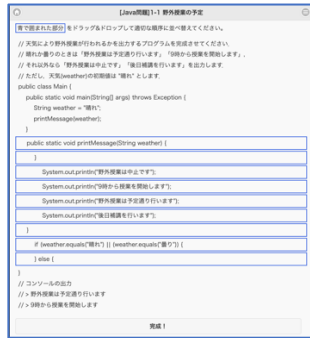 [Java問題]1-1 野外授業の予定
青で囲まれた部分 をドラッグ&ドロップして適切な順序に並べ替えてください.
// 天気により野外授業が行われるかを出力するプログラムを完成させてください.
// 晴れか曇りのときは「野外授業は予定通り行います」「9時から授業を開始します」,
// それ以外なら「野外授業は中止です」「後日補講を行います」を出力します.
// ただし, 天気(weather)の初期値は "晴れ" とします.
public class Main {
public static void main(String[] args) throws Exception {
String weather = "晴れ";
printMessage(weather);
}
public static void printMessage(String weather) {
}
System.out.println("野外授業は中止です");
System.out.println("9時から授業を開始します");
System.out.println("野外授業は予定通り行います");
System.out.println("後日補講を行います");
}
if (weather.equals("晴れ") || (weather.equals("曇り")) {
} else {
}
// コンソールの出力
// > 野外授業は予定通り行います
// > 9時から授業を開始します
完成！